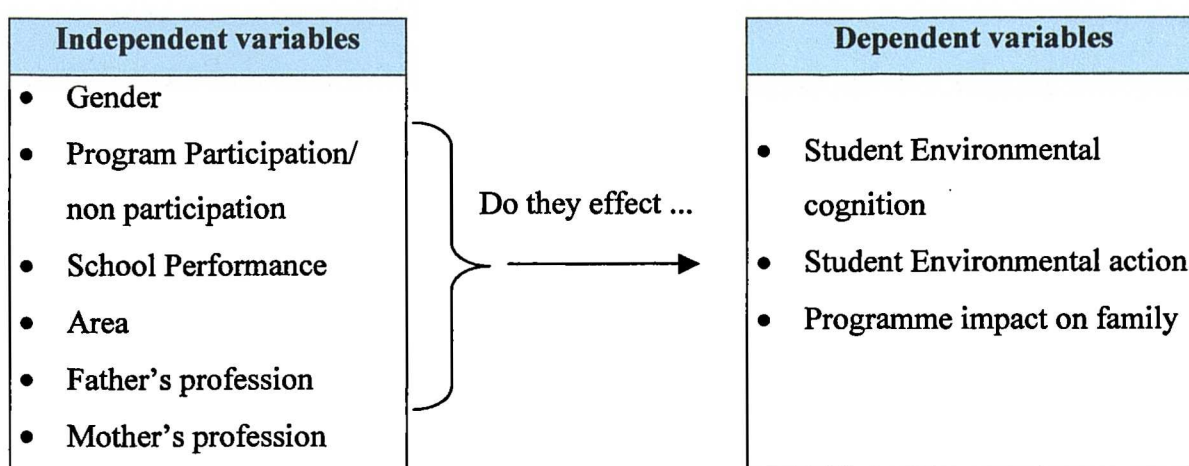 Independent variables
• Gender
• Program Participation/
non participation
• School Performance
• Area
• Father's profession
• Mother's profession
Do they effect ...
Dependent variables
• Student Environmental
cognition
• Student Environmental action
• Programme impact on family